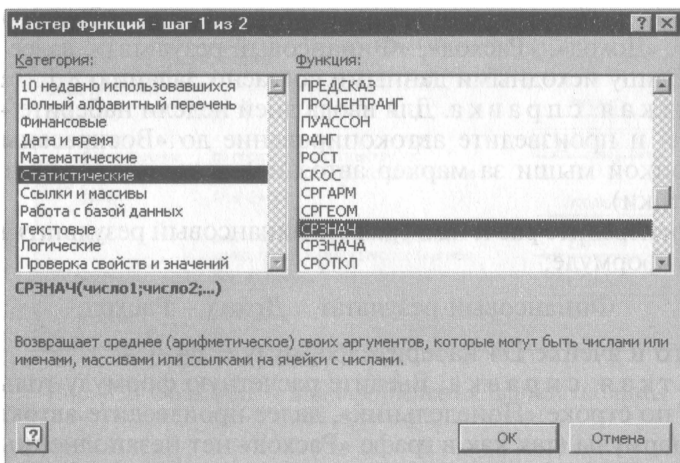 Мастер функций - шаг 1 из 2
Категория:
10 недавно использовавшихся
Полный алфавитный перечень
Финансовые
Дата и время
Математические
Статистические
Ссылки и массивы
Работа с базой данных
Текстовые
Логические
Проверка свойств и значений
Функция:
ПРЕДСКАЗ
ПРОЦЕНТРАНГ
ПУАССОН
РАНГ
РОСТ
СКОС
СРГАРМ
СРГЕОМ
СРЗНАЧ
СРЗНАЧА
СРОТКЛ
СРЗНАЧ(число1;число2;...)
Возвращает среднее (арифметическое) своих аргументов, которые могут быть числами или
именами, массивами или ссылками на ячейки с числами.
ОК
Отмена